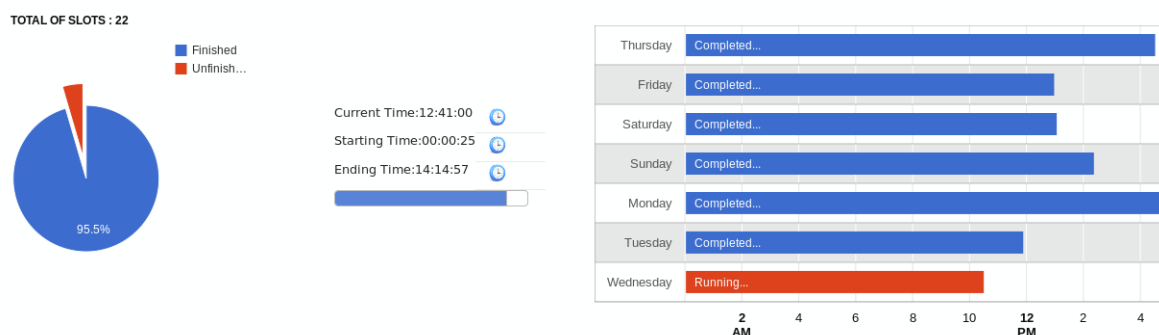 TOTAL OF SLOTS : 22
Finished
Unfinish...
95.5%
Current Time:12:41:00
Starting Time:00:00:25
Ending Time:14:14:57
Thursday Completed...
Friday Completed...
Saturday Completed...
Sunday Completed...
Monday Completed...
Tuesday Completed...
Wednesday Running...
2 4 6 8 10 12 2 4
AM PM